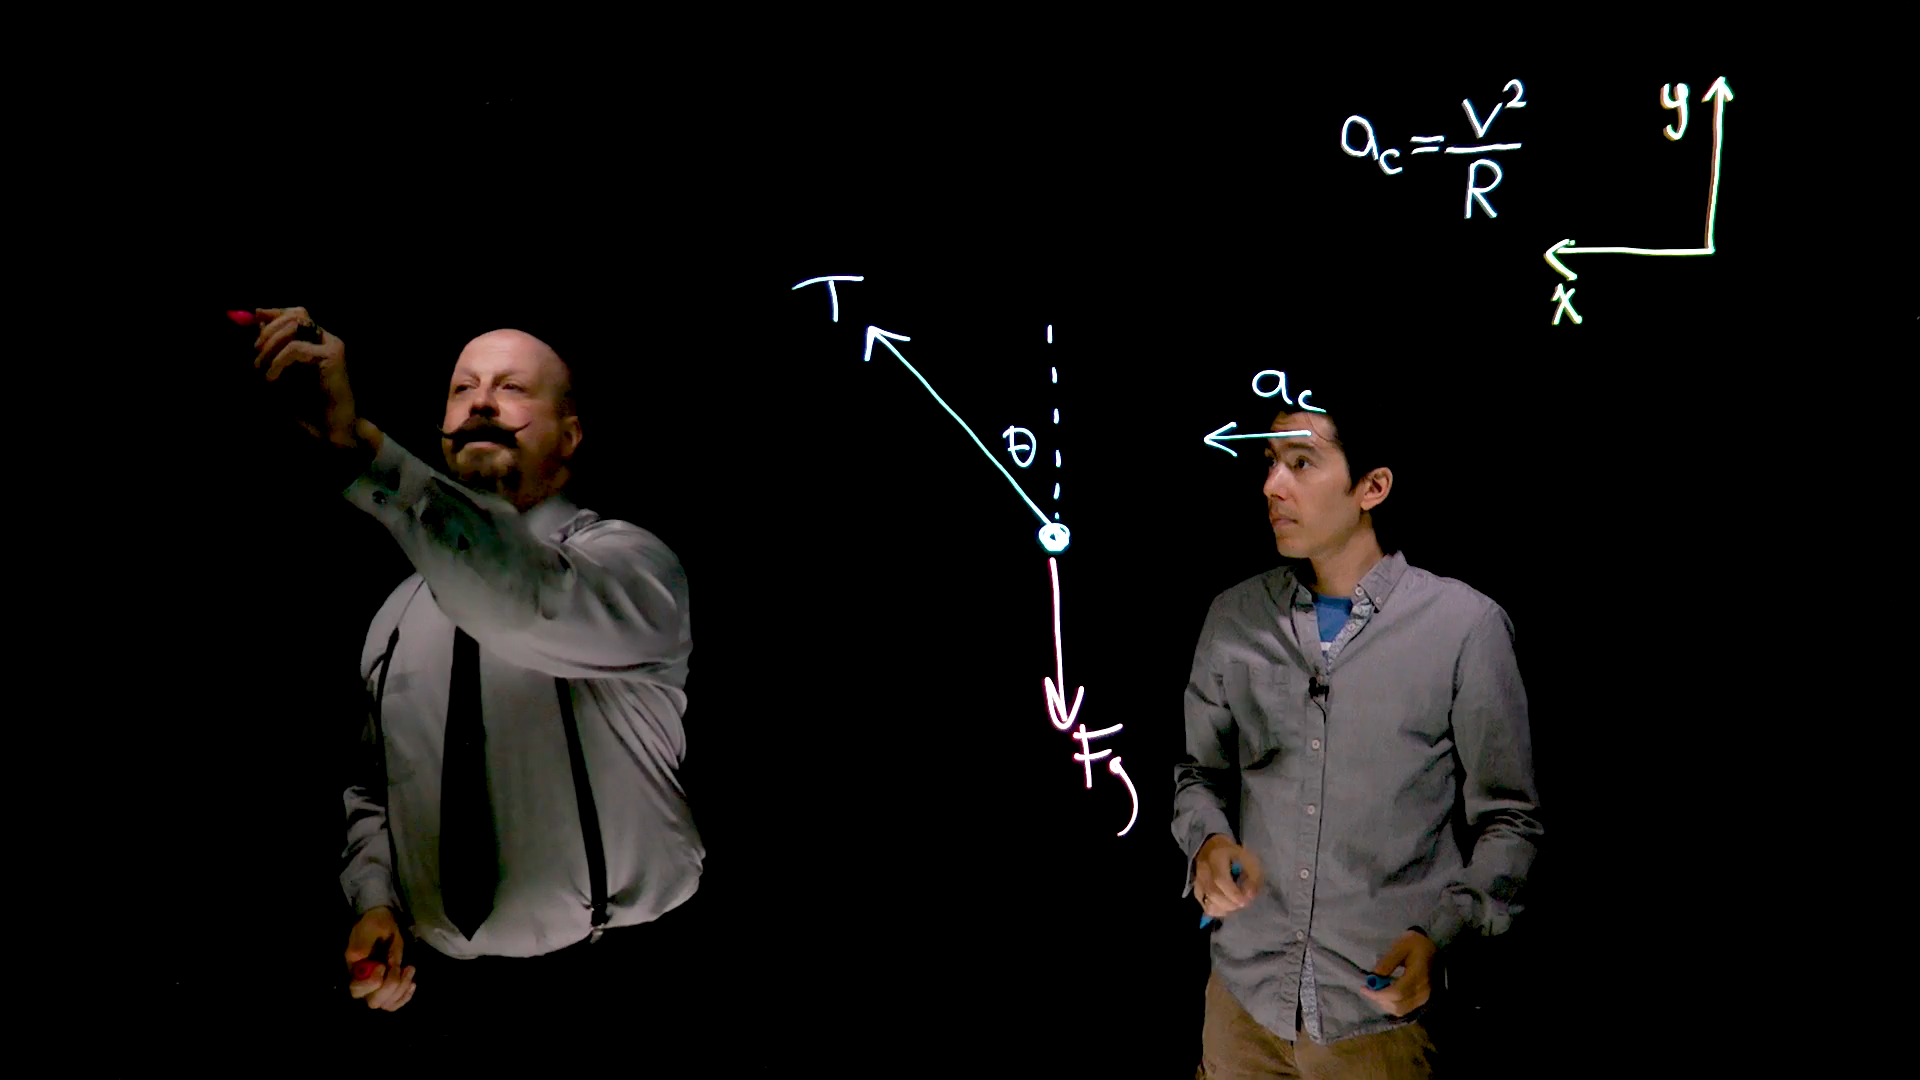 a_c = V²/R
y
x
T
θ
a_c
F_g